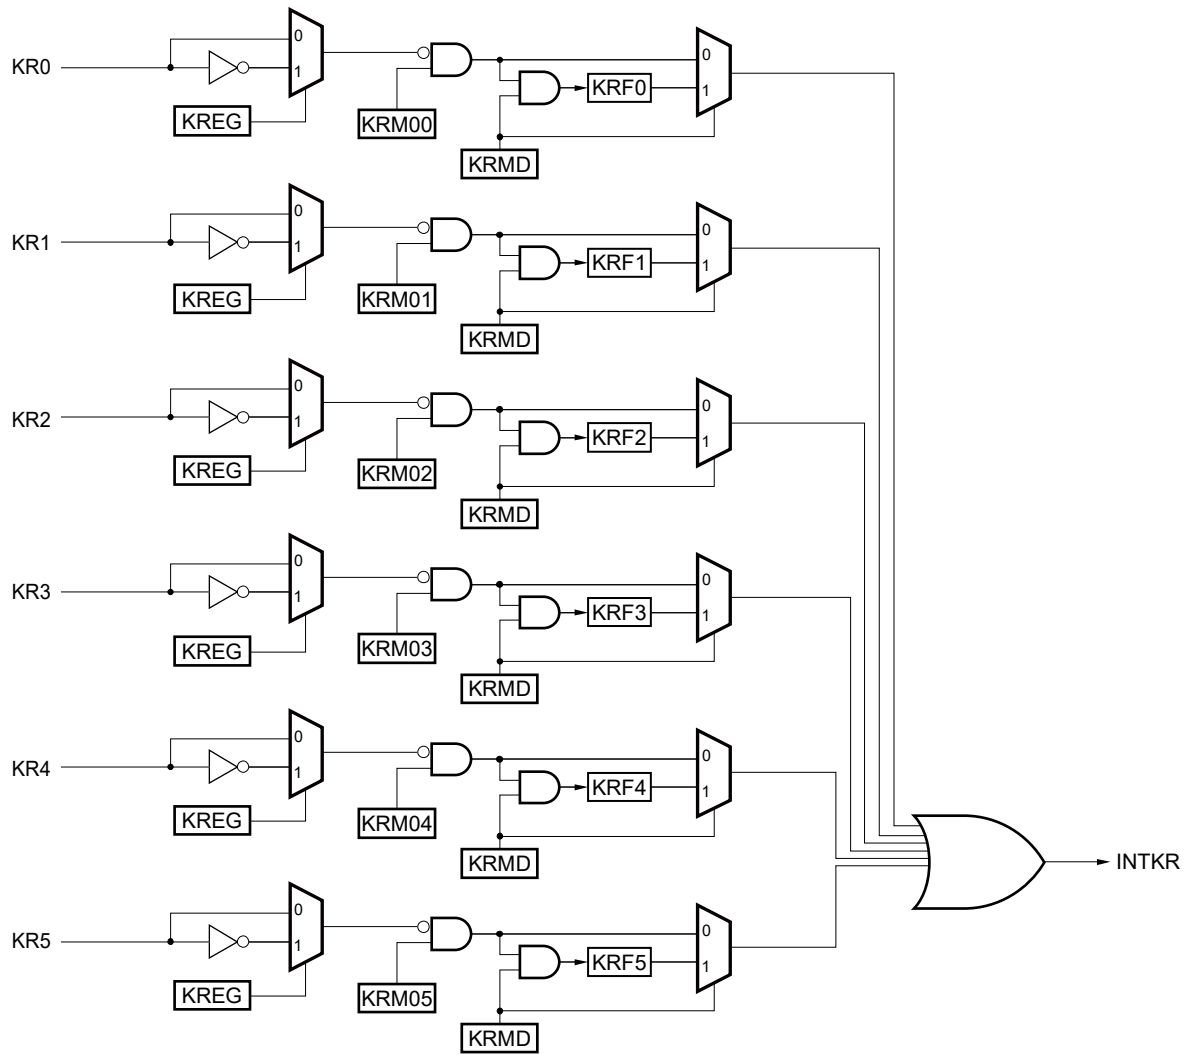 0
KR0
1
KRF0
0
1
KREG
KRM00
KRMD
0
KR1
1
KRF1
0
1
KREG
KRM01
KRMD
0
KR2
1
KRF2
0
1
KREG
KRM02
KRMD
0
KR3
1
KRF3
0
1
KREG
KRM03
KRMD
0
KR4
1
KRF4
0
1
KREG
KRM04
KRMD
INTKR
0
KR5
1
KRF5
0
1
KREG
KRM05
KRMD